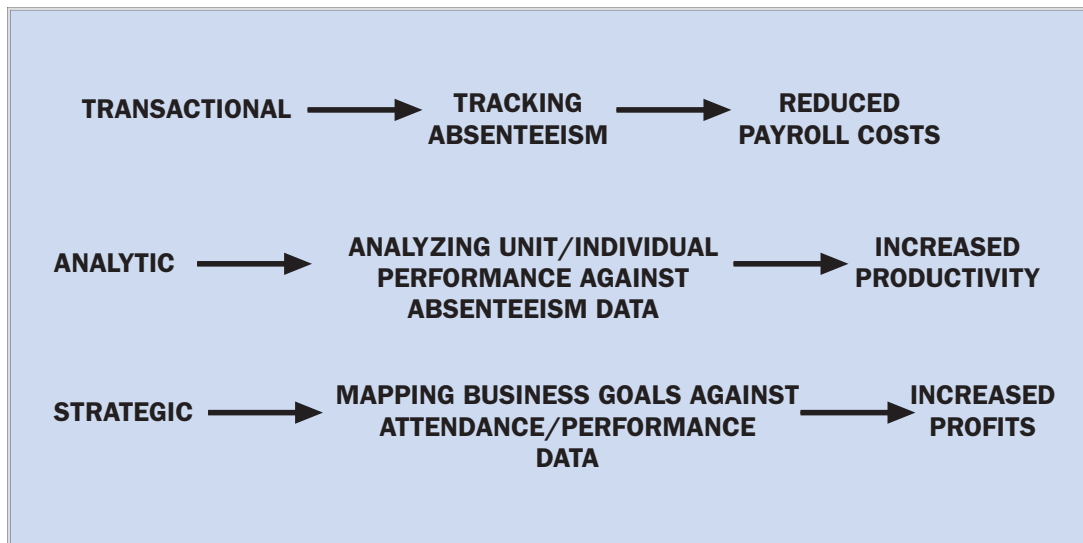 TRANSACTIONAL
TRACKING
ABSENTEEISM
REDUCED
PAYROLL COSTS
ANALYTIC
ANALYZING UNIT/INDIVIDUAL
PERFORMANCE AGAINST
ABSENTEEISM DATA
INCREASED
PRODUCTIVITY
STRATEGIC
MAPPING BUSINESS GOALS AGAINST
ATTENDANCE/PERFORMANCE
DATA
INCREASED
PROFITS